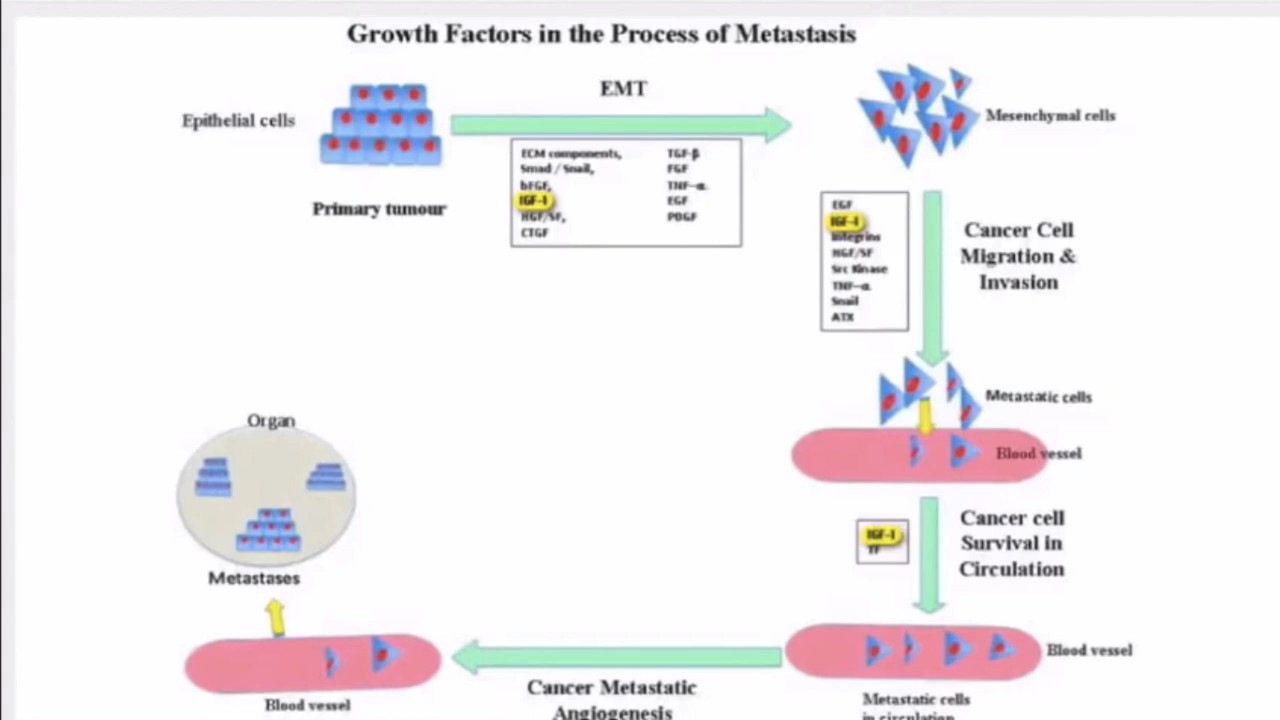 Growth Factors in the Process of Metastasis
EMT
Epithelial cells
Mesenchymal cells
Primary tumour
ECM components,
Smad / Snail,
bFGF,
IGF-I
HGF/SF,
CTGF
TGF-β
FGF
TNF-α
EGF
PDGF
EGF
IGF-I
Integrins
HGF/SF
Src Kinase
TNF-α
Snail
ATX
Cancer Cell
Migration &
Invasion
Metastatic cells
Blood vessel
IGF-I
TF
Cancer cell
Survival in
Circulation
Organ
Metastases
Blood vessel
Metastatic cells
in circulation
Cancer Metastatic
Angiogenesis
Blood vessel